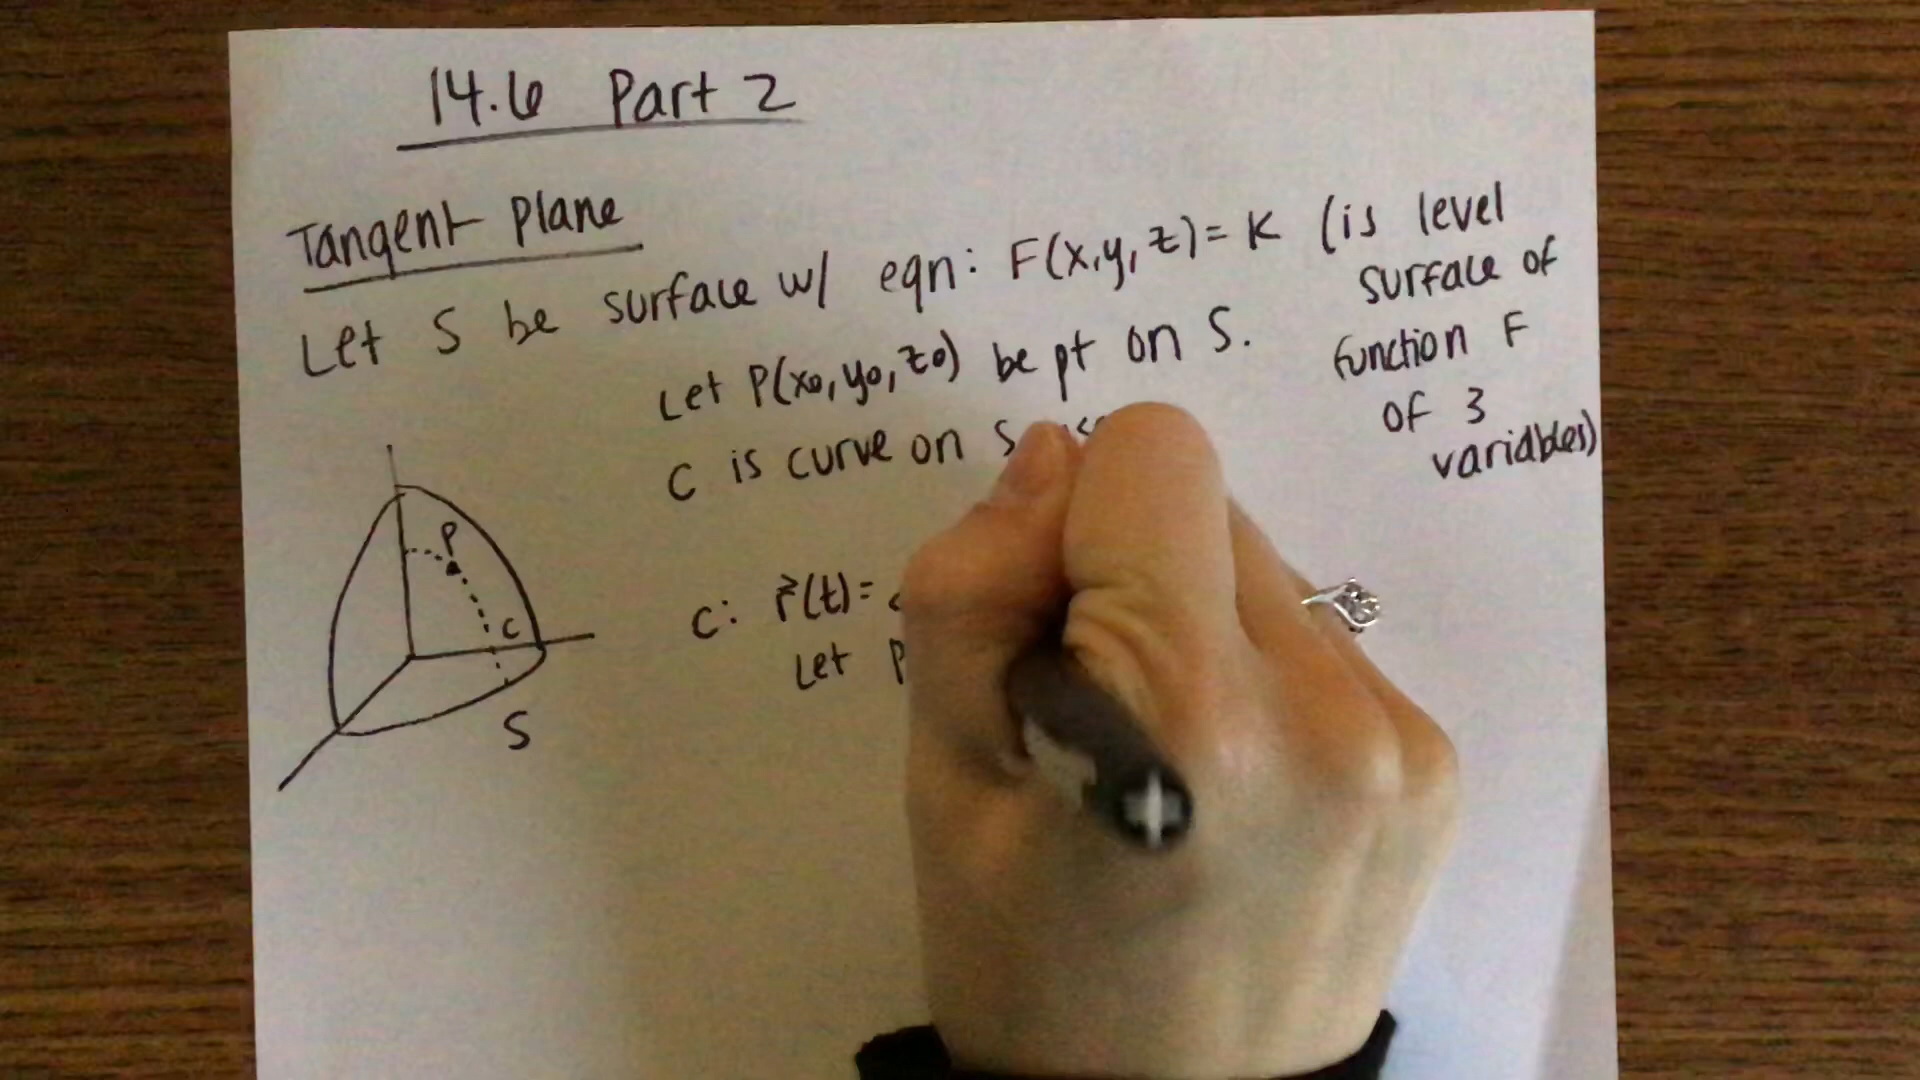 14.6 Part 2
Tangent Plane
Let S be surface w/ eqn: F(x,y,z)=K (is level
surface of
function F
of 3
variables)
Let P(x0,y0,z0) be pt on S.
C is curve on S
P
C
S
C: r⃗(t)=
Let P